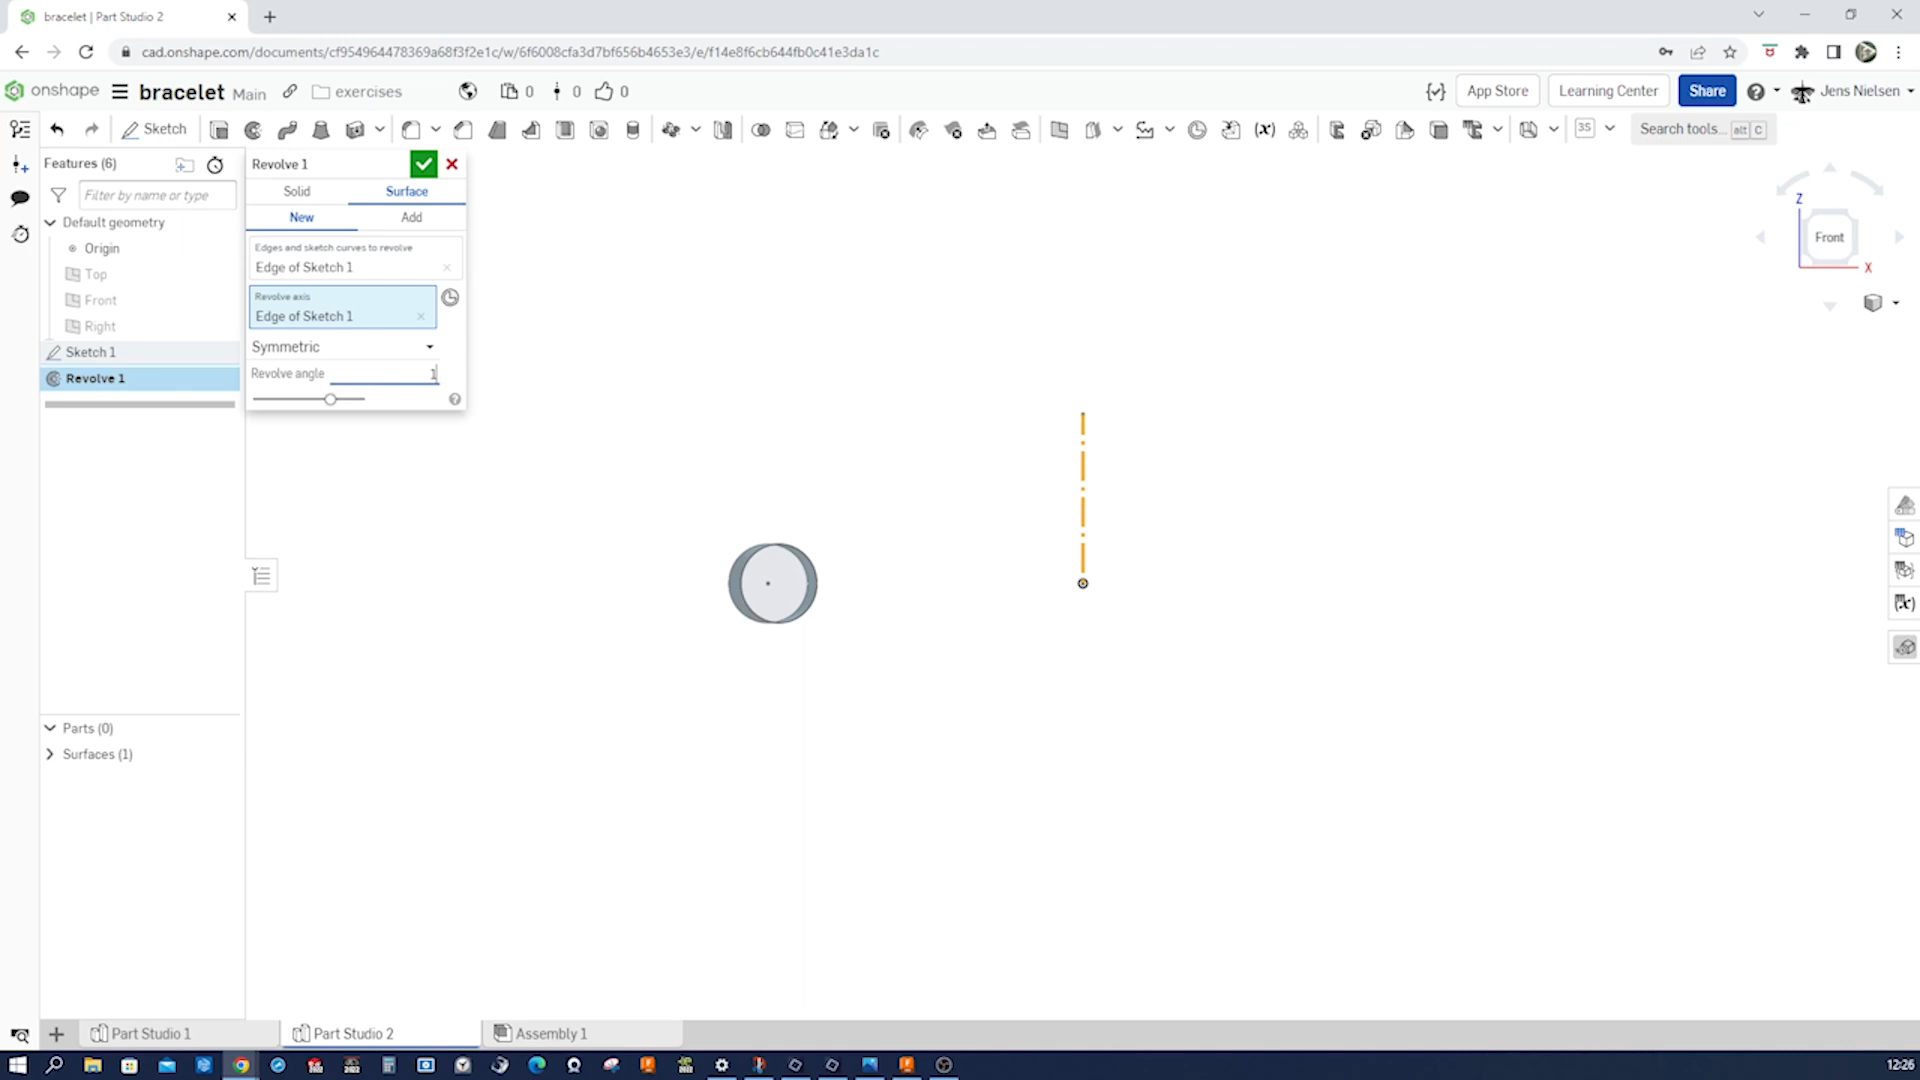 bracelet | Part Studio 2
cad.onshape.com/documents/cf954964478369a68f3f2e1c/w/6f6008cfa3d7bf656b4653e3/e/f14e8f6cb644fb0c41e3da1c
onshape
bracelet Main
exercises
0
0
0
App Store
Learning Center
Share
Jens Nielsen
Sketch
(x)
3S
Search tools... alt C
Features (6)
Filter by name or type
Default geometry
Origin
Top
Front
Right
Sketch 1
Revolve 1
Revolve 1
Solid
Surface
New
Add
Edges and sketch curves to revolve
Edge of Sketch 1
Revolve axis
Edge of Sketch 1
Symmetric
Revolve angle
1
Z
Front
X
(x)
Parts (0)
Surfaces (1)
Part Studio 1
Part Studio 2
Assembly 1
12:26